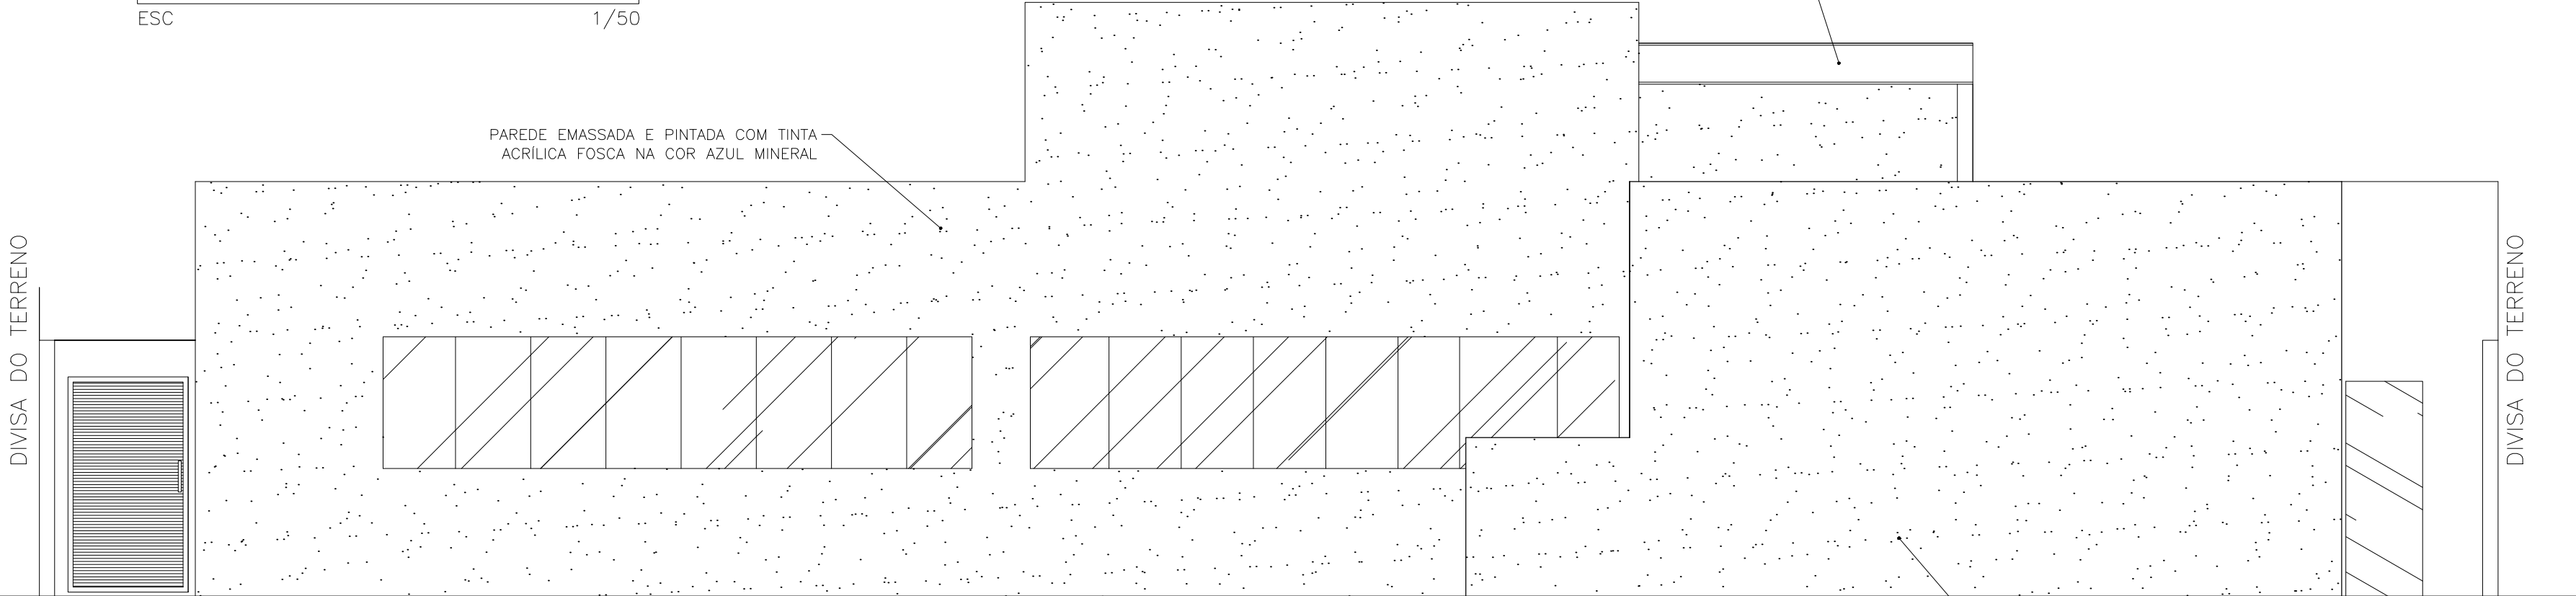 ESC 1/50
PAREDE EMASSADA E PINTADA COM TINTA
ACRÍLICA FOSCA NA COR AZUL MINERAL
DIVISA DO TERRENO
DIVISA DO TERRENO